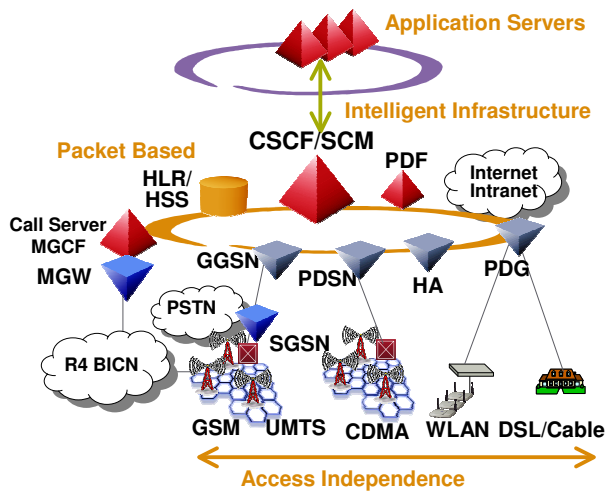 Application Servers
Intelligent Infrastructure
CSCF/SCM
Packet Based
PDF
HLR/
HSS
Internet
Intranet
Call Server
MGCF
MGW
GGSN
PDSN
HA
PDG
PSTN
SGSN
R4 BICN
GSM
UMTS
CDMA
WLAN
DSL/Cable
Access Independence